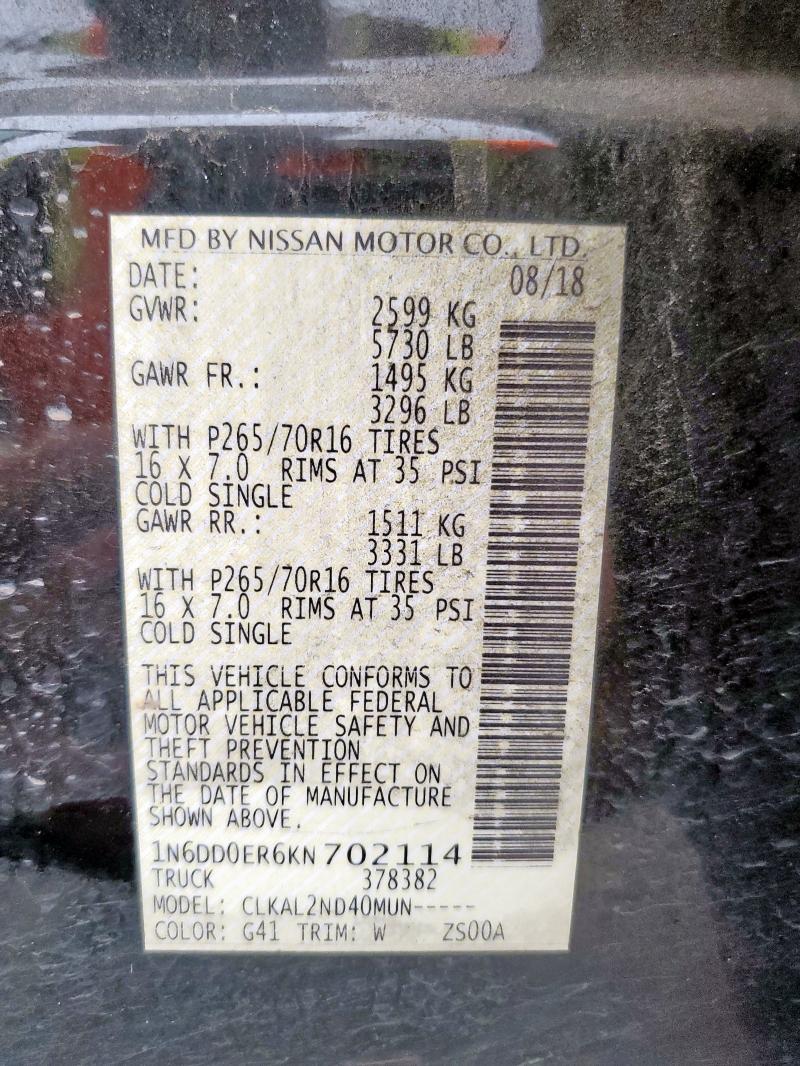 MFD BY NISSAN MOTOR CO., LTD.
DATE: 08/18
GVWR: 2599 KG
5730 LB
GAWR FR.: 1495 KG
3296 LB
WITH P265/70R16 TIRES
16 X 7.0 RIMS AT 35 PSI
COLD SINGLE
GAWR RR.: 1511 KG
3331 LB
WITH P265/70R16 TIRES
16 X 7.0 RIMS AT 35 PSI
COLD SINGLE
THIS VEHICLE CONFORMS TO
ALL APPLICABLE FEDERAL
MOTOR VEHICLE SAFETY AND
THEFT PREVENTION
STANDARDS IN EFFECT ON
THE DATE OF MANUFACTURE
SHOWN ABOVE.
1N6DD0ER6KN702114
TRUCK 378382
MODEL: CLKAL2ND40MUN-----
COLOR: G41 TRIM: W ZS00A